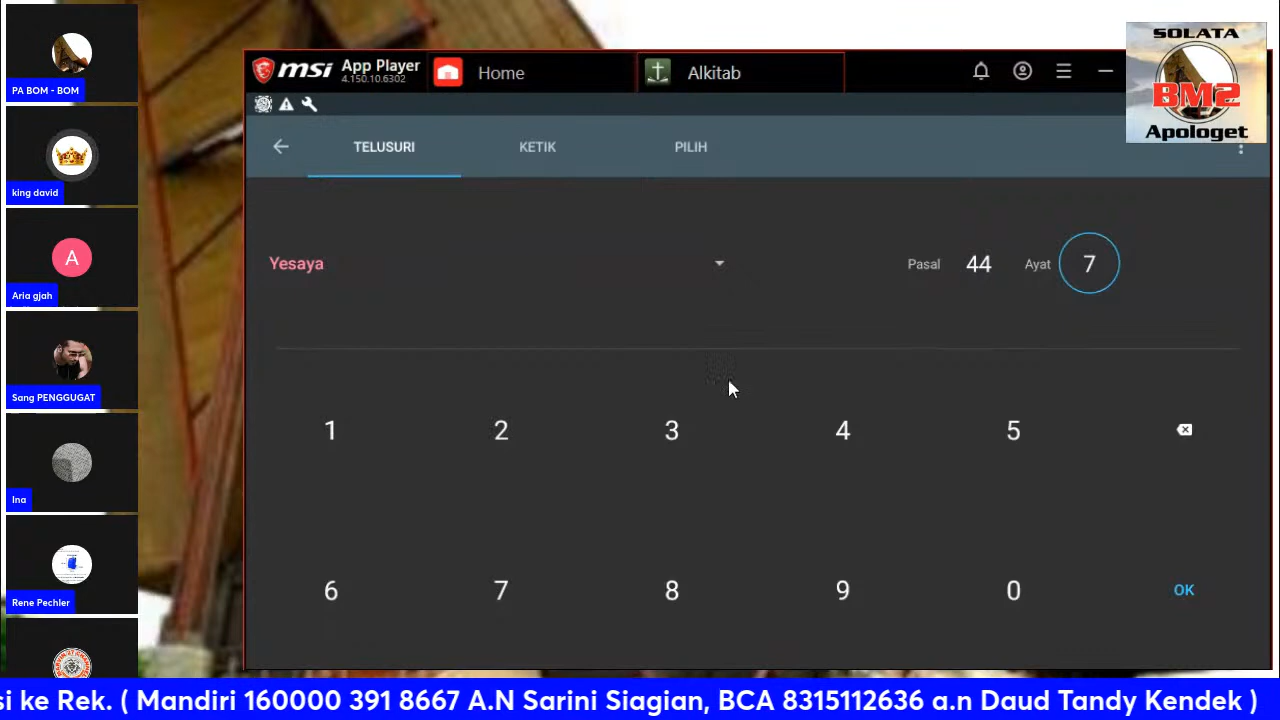 PA BOM - BOM
king david
A
Aria gjah
Sang PENGGUGAT
Ina
Rene Pechler
msi App Player
4.150.10.6302
Home
Alkitab
SOLATA
BM2
Apologet
TELUSURI
KETIK
PILIH
Yesaya
Pasal 44 Ayat 7
1 2 3 4 5
6 7 8 9 0 OK
si ke Rek. ( Mandiri 160000 391 8667 A.N Sarini Siagian, BCA 8315112636 a.n Daud Tandy Kendek )